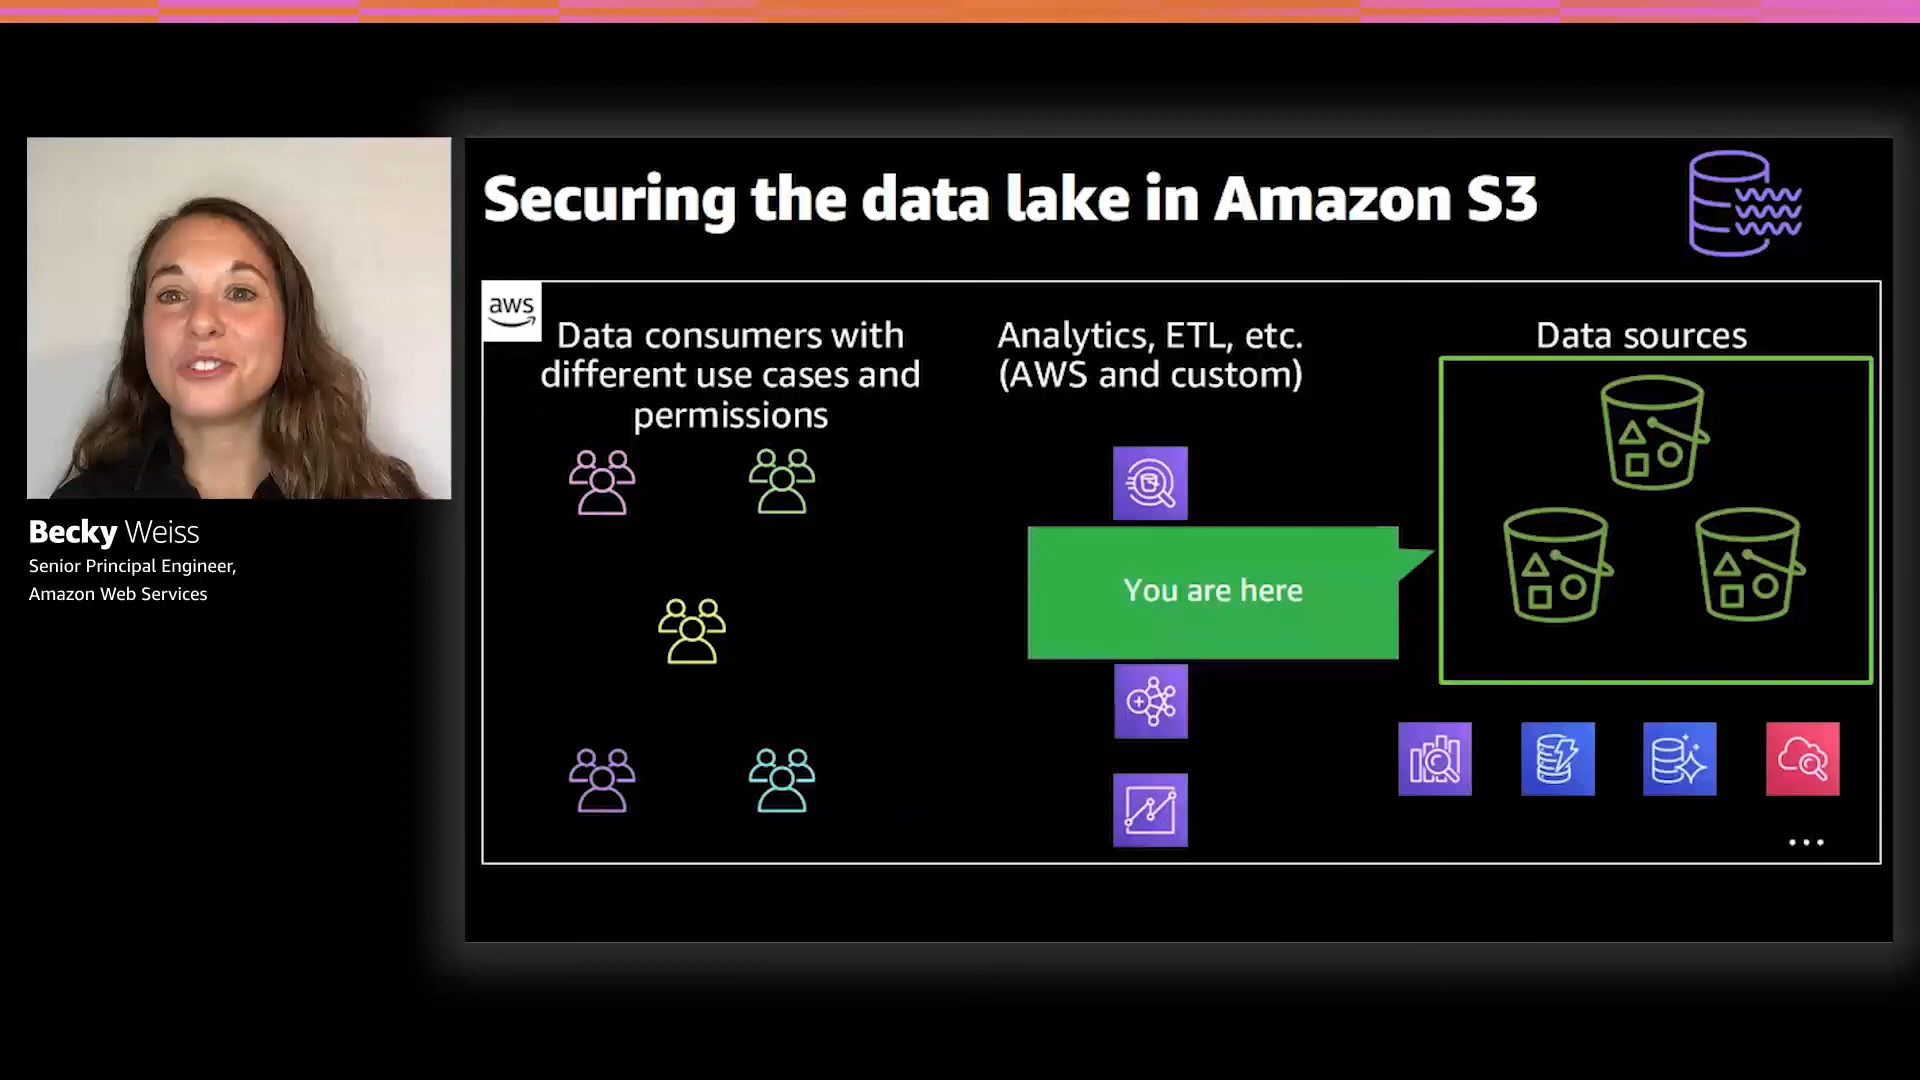 Securing the data lake in Amazon S3
aws
Data consumers with
different use cases and
permissions
Analytics, ETL, etc.
(AWS and custom)
Data sources
You are here
...
Becky Weiss
Senior Principal Engineer,
Amazon Web Services